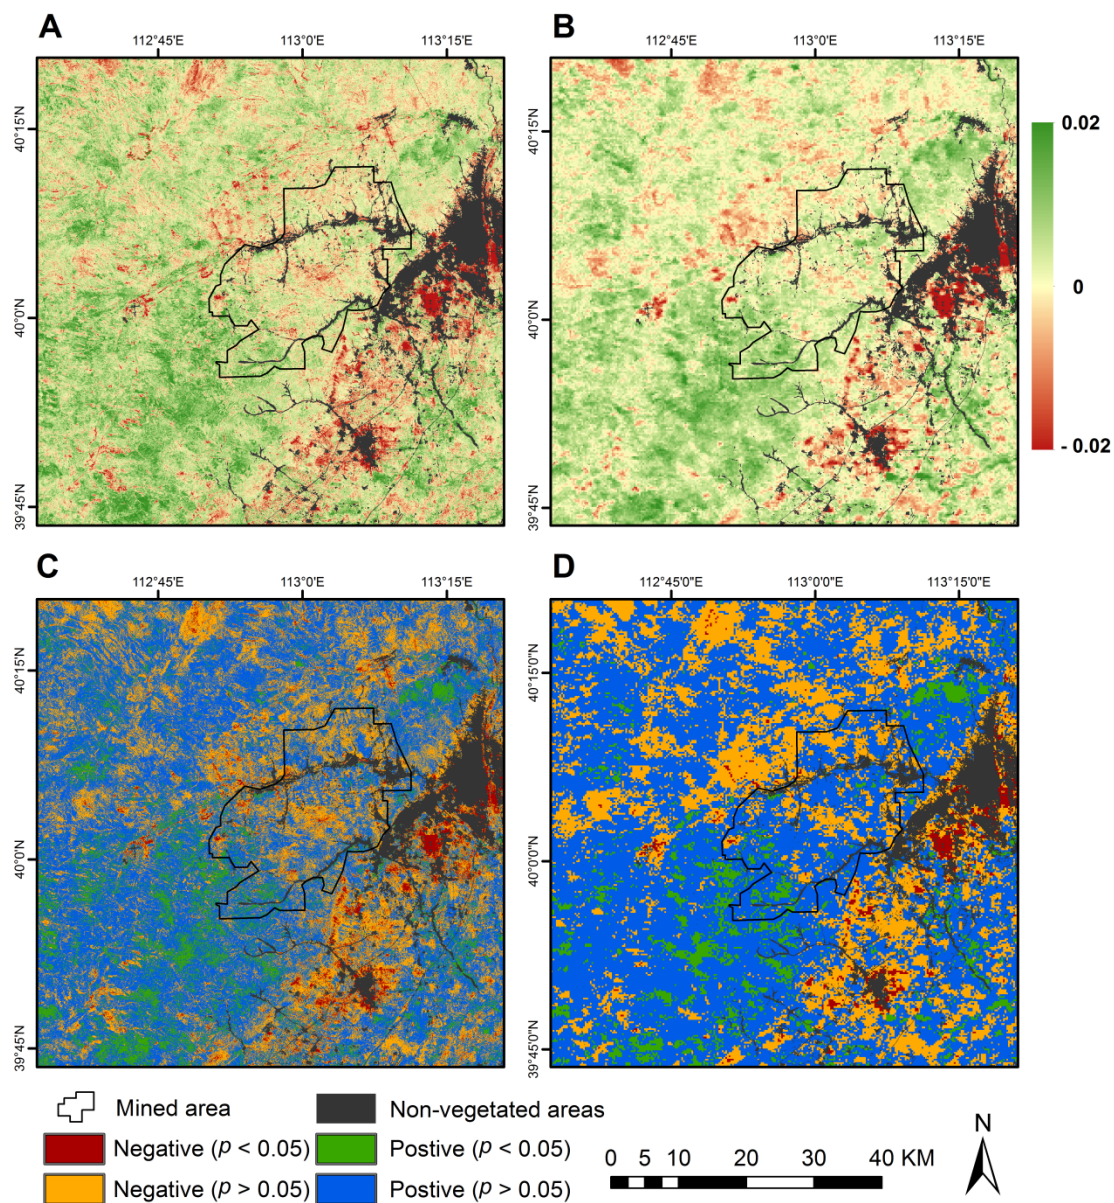 A
B
112°45'E 113°0'E 113°15'E
112°45'E 113°0'E 113°15'E
40°15'N
40°0'N
39°45'N
40°15'N
40°0'N
39°45'N
0.02
0
- 0.02
C
D
112°45'E 113°0'E 113°15'E
112°45'0"E 113°0'0"E 113°15'0"E
40°15'N
40°0'N
39°45'N
40°15'0"N
40°0'0"N
39°45'0"N
Mined area
Non-vegetated areas
Negative (p < 0.05)
Postive (p < 0.05)
Negative (p > 0.05)
Postive (p > 0.05)
0 5 10 20 30 40 KM
N